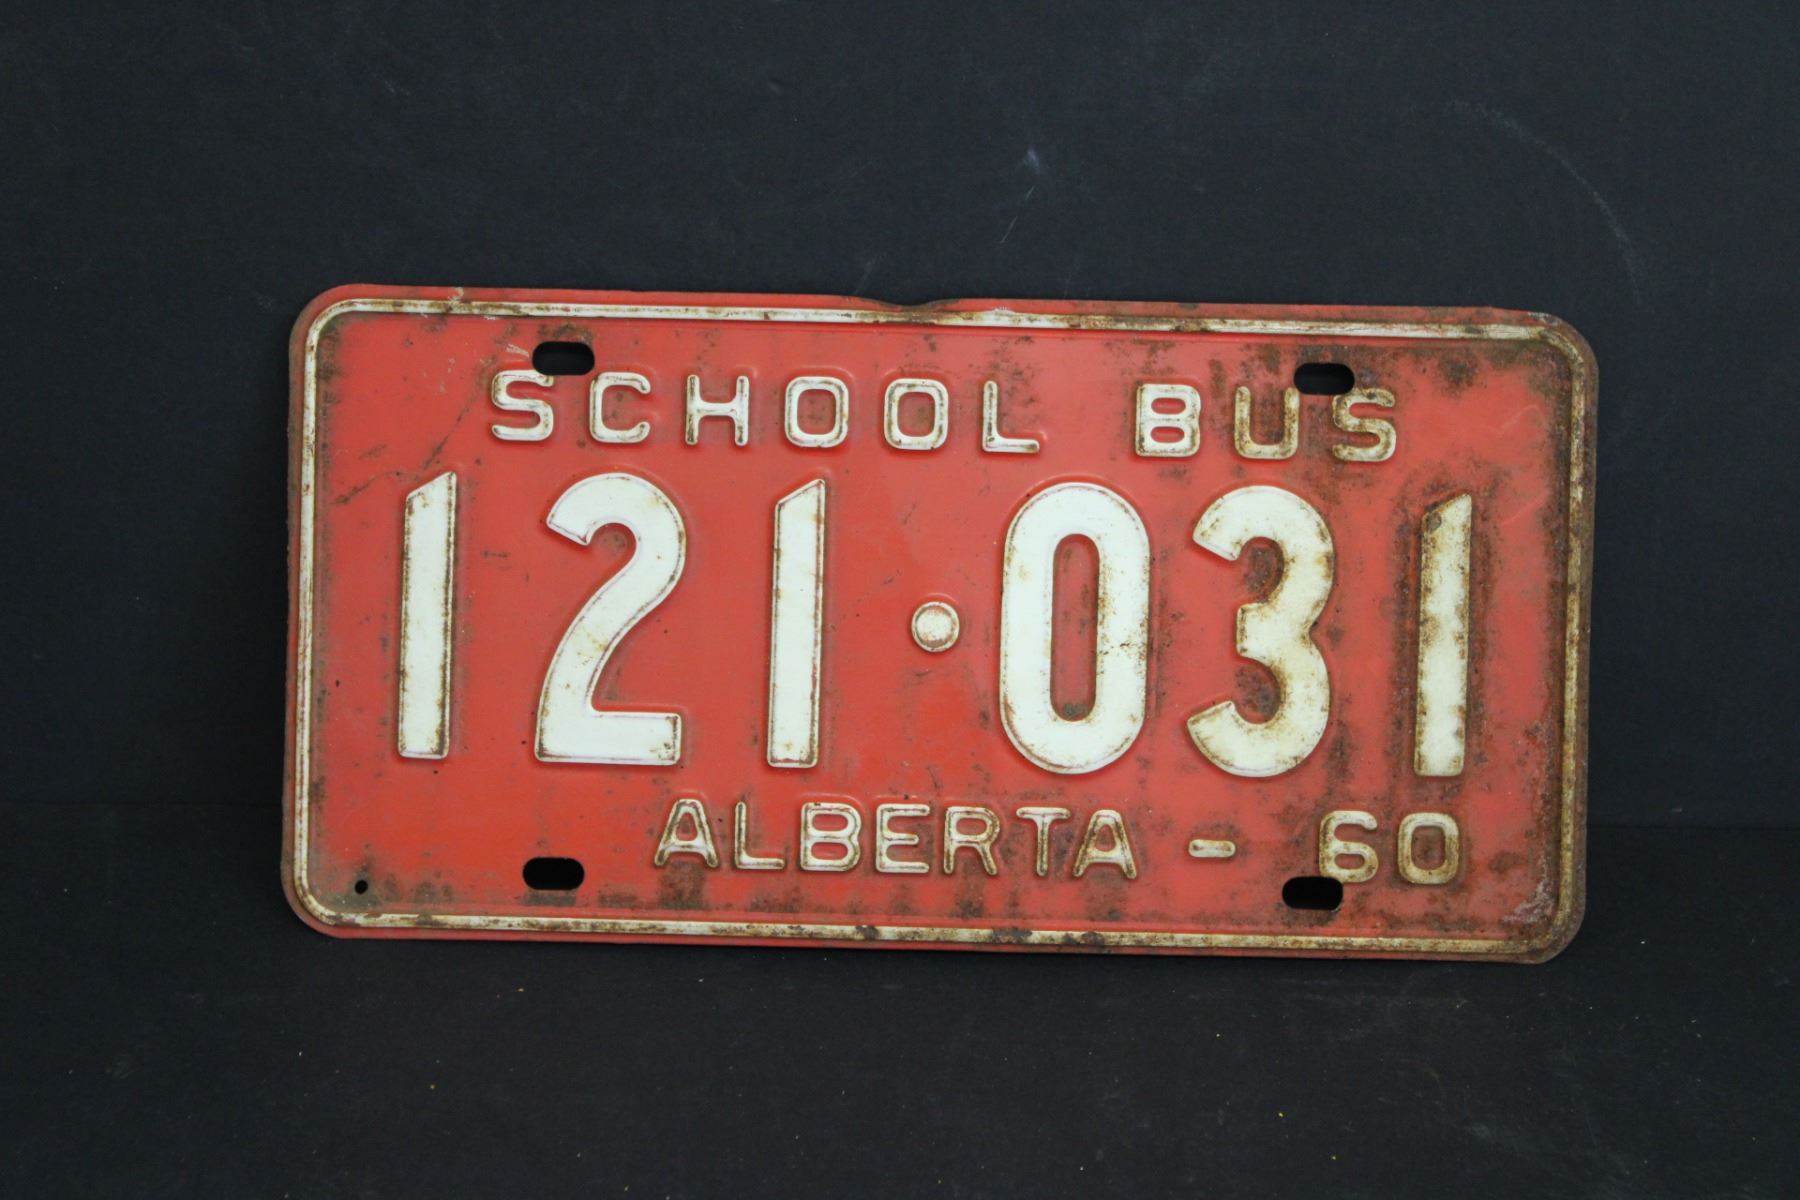 SCHOOL BUS
121·031
ALBERTA - 60